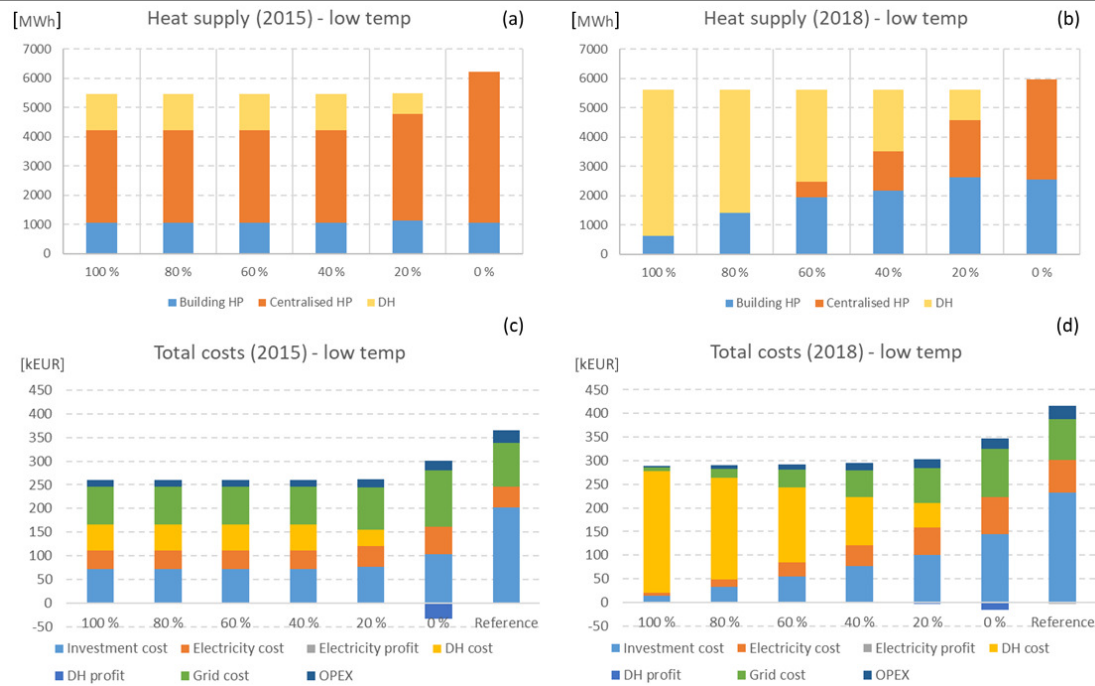 [MWh] Heat supply (2015) - low temp (a)
7000
6000
5000
4000
3000
2000
1000
0
100 % 80 % 60 % 40 % 20 % 0 %
Building HP Centralised HP DH
[MWh] Heat supply (2018) - low temp (b)
7000
6000
5000
4000
3000
2000
1000
0
100 % 80 % 60 % 40 % 20 % 0 %
Building HP Centralised HP DH
(c)
Total costs (2015) - low temp
[kEUR]
450
400
350
300
250
200
150
100
50
0
-50
100 % 80 % 60 % 40 % 20 % 0 % Reference
Investment cost Electricity cost Electricity profit DH cost
DH profit Grid cost OPEX
(d)
Total costs (2018) - low temp
[kEUR]
450
400
350
300
250
200
150
100
50
0
-50
100 % 80 % 60 % 40 % 20 % 0 % Reference
Investment cost Electricity cost Electricity profit DH cost
DH profit Grid cost OPEX